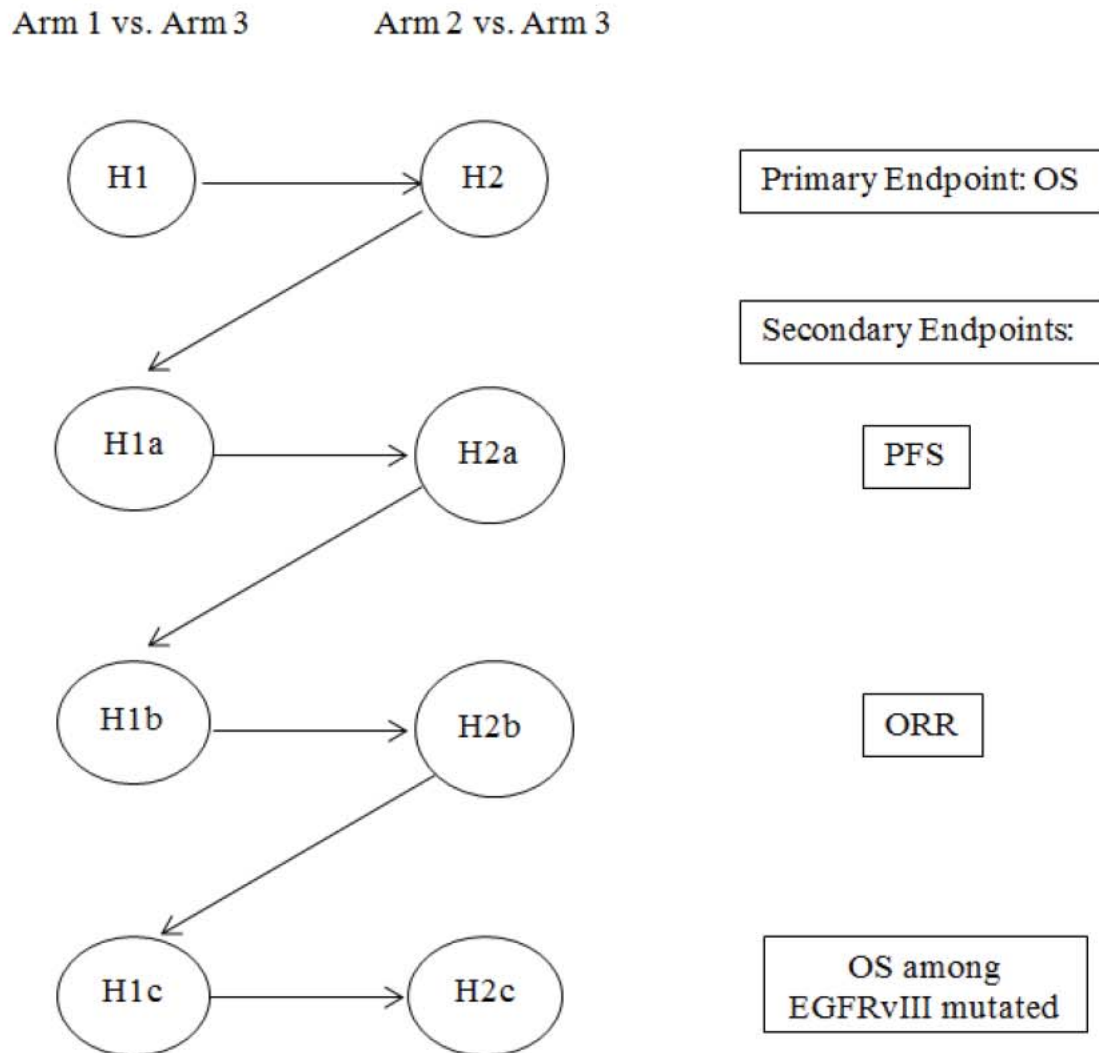 Arm 1 vs. Arm 3
Arm 2 vs. Arm 3
H1
H2
Primary Endpoint: OS
Secondary Endpoints:
H1a
H2a
PFS
H1b
H2b
ORR
H1c
H2c
OS among
EGFRvIII mutated